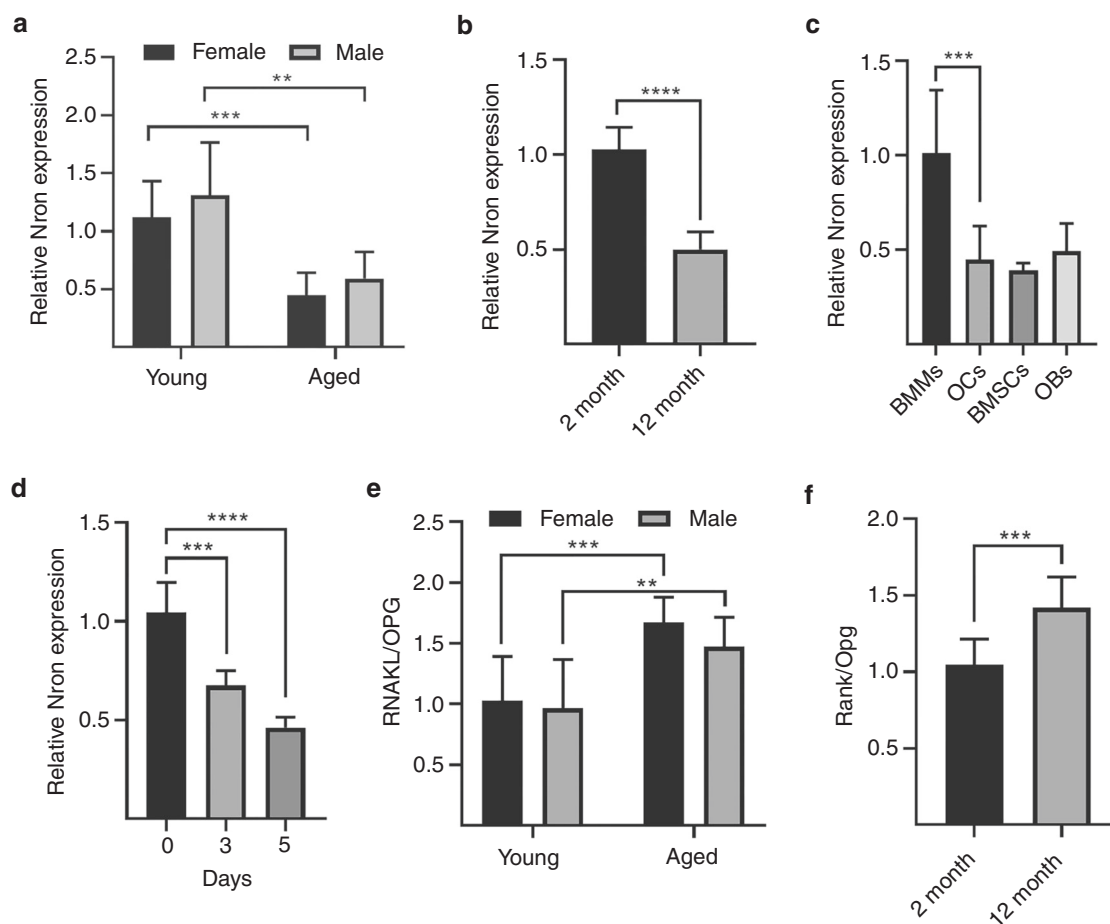 a
Female Male
Relative Nron expression
2.5
2.0
1.5
1.0
0.5
***
**
Young Aged
b
Relative Nron expression
1.5
1.0
0.5
****
2 month
12 month
c
Relative Nron expression
1.5
1.0
0.5
***
BMMs
OCs
BMSCs
OBs
d
Relative Nron expression
1.5
1.0
0.5
****
***
0 3 5
Days
e
Female Male
RNAKL/OPG
2.5
2.0
1.5
1.0
0.5
***
**
Young Aged
f
Rank/Opg
2.0
1.5
1.0
0.5
***
2 month
12 month